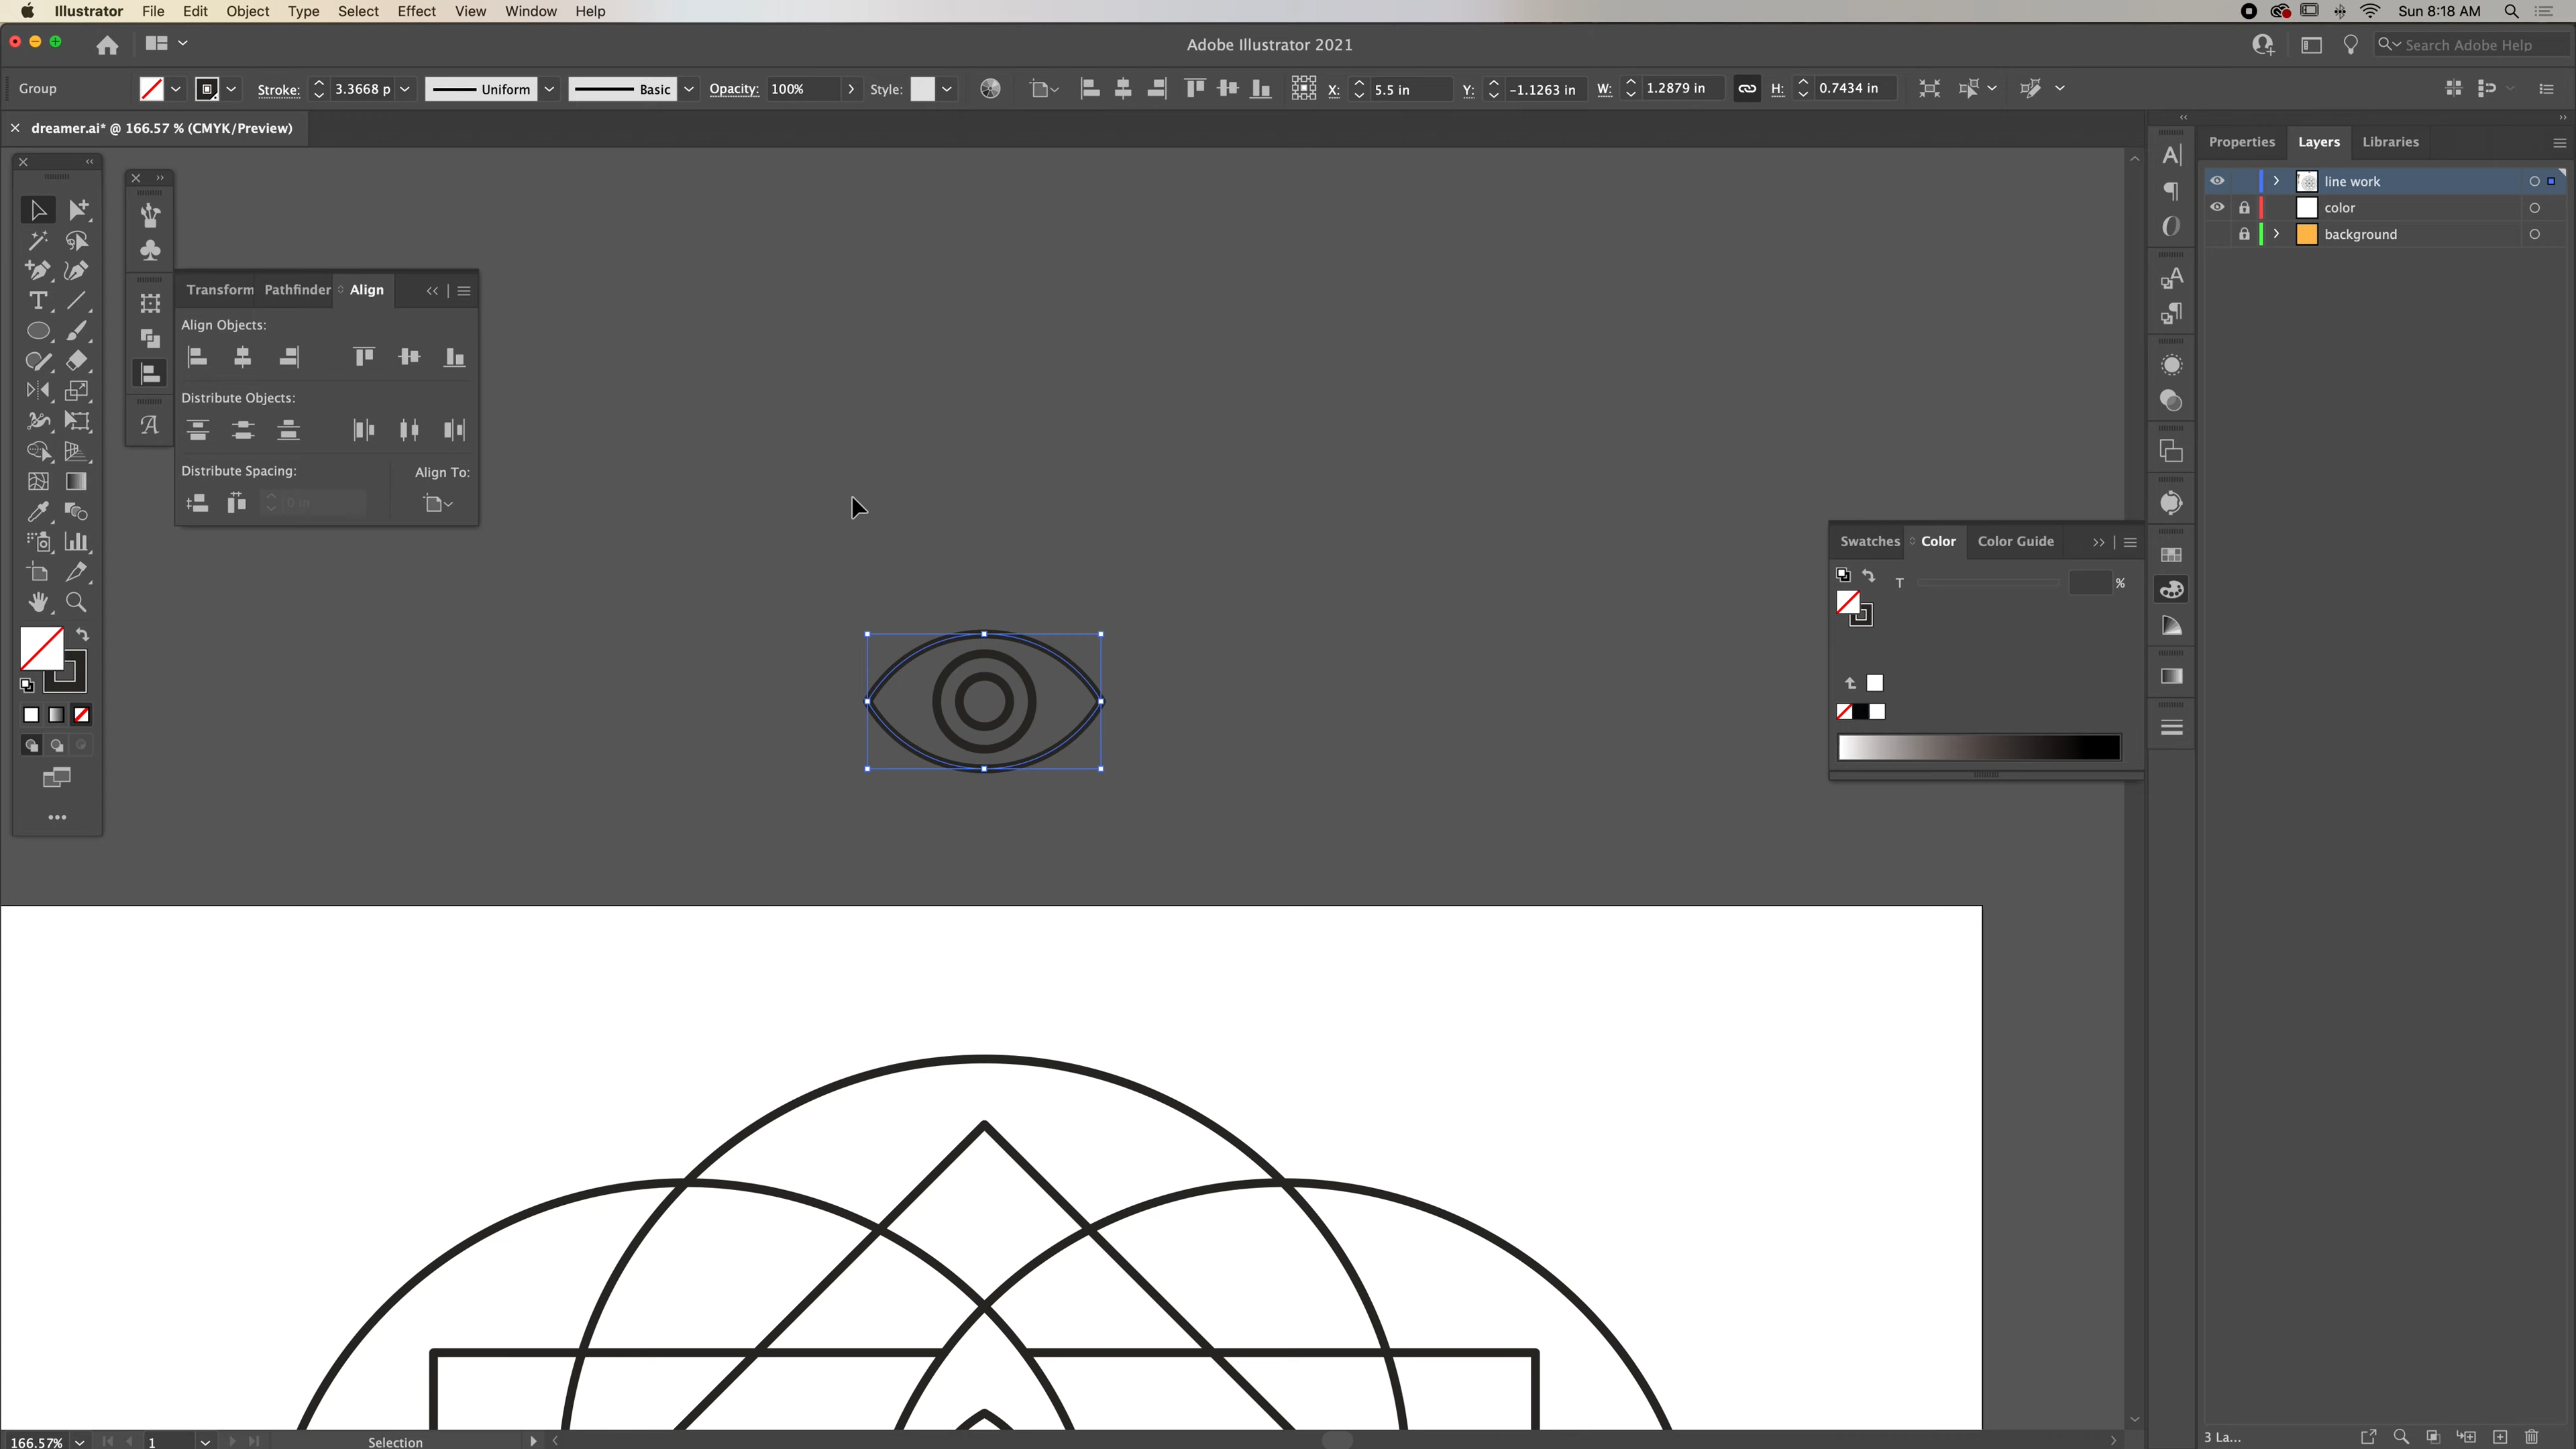 Illustrator File Edit Object Type Select Effect View Window Help Sun 8:18 AM
Adobe Illustrator 2021 Search Adobe Help
Group Stroke: 3.3668 p Uniform Basic Opacity: 100% Style: X: 5.5 in Y: -1.1263 in W: 1.2879 in H: 0.7434 in
dreamer.ai* @ 166.57 % (CMYK/Preview)
Properties Layers Libraries
line work
color
background
Transform Pathfinder Align
Align Objects:
Distribute Objects:
Distribute Spacing: Align To:
0 in
Swatches Color Color Guide
T %
166.57% 1 Selection 3 La...